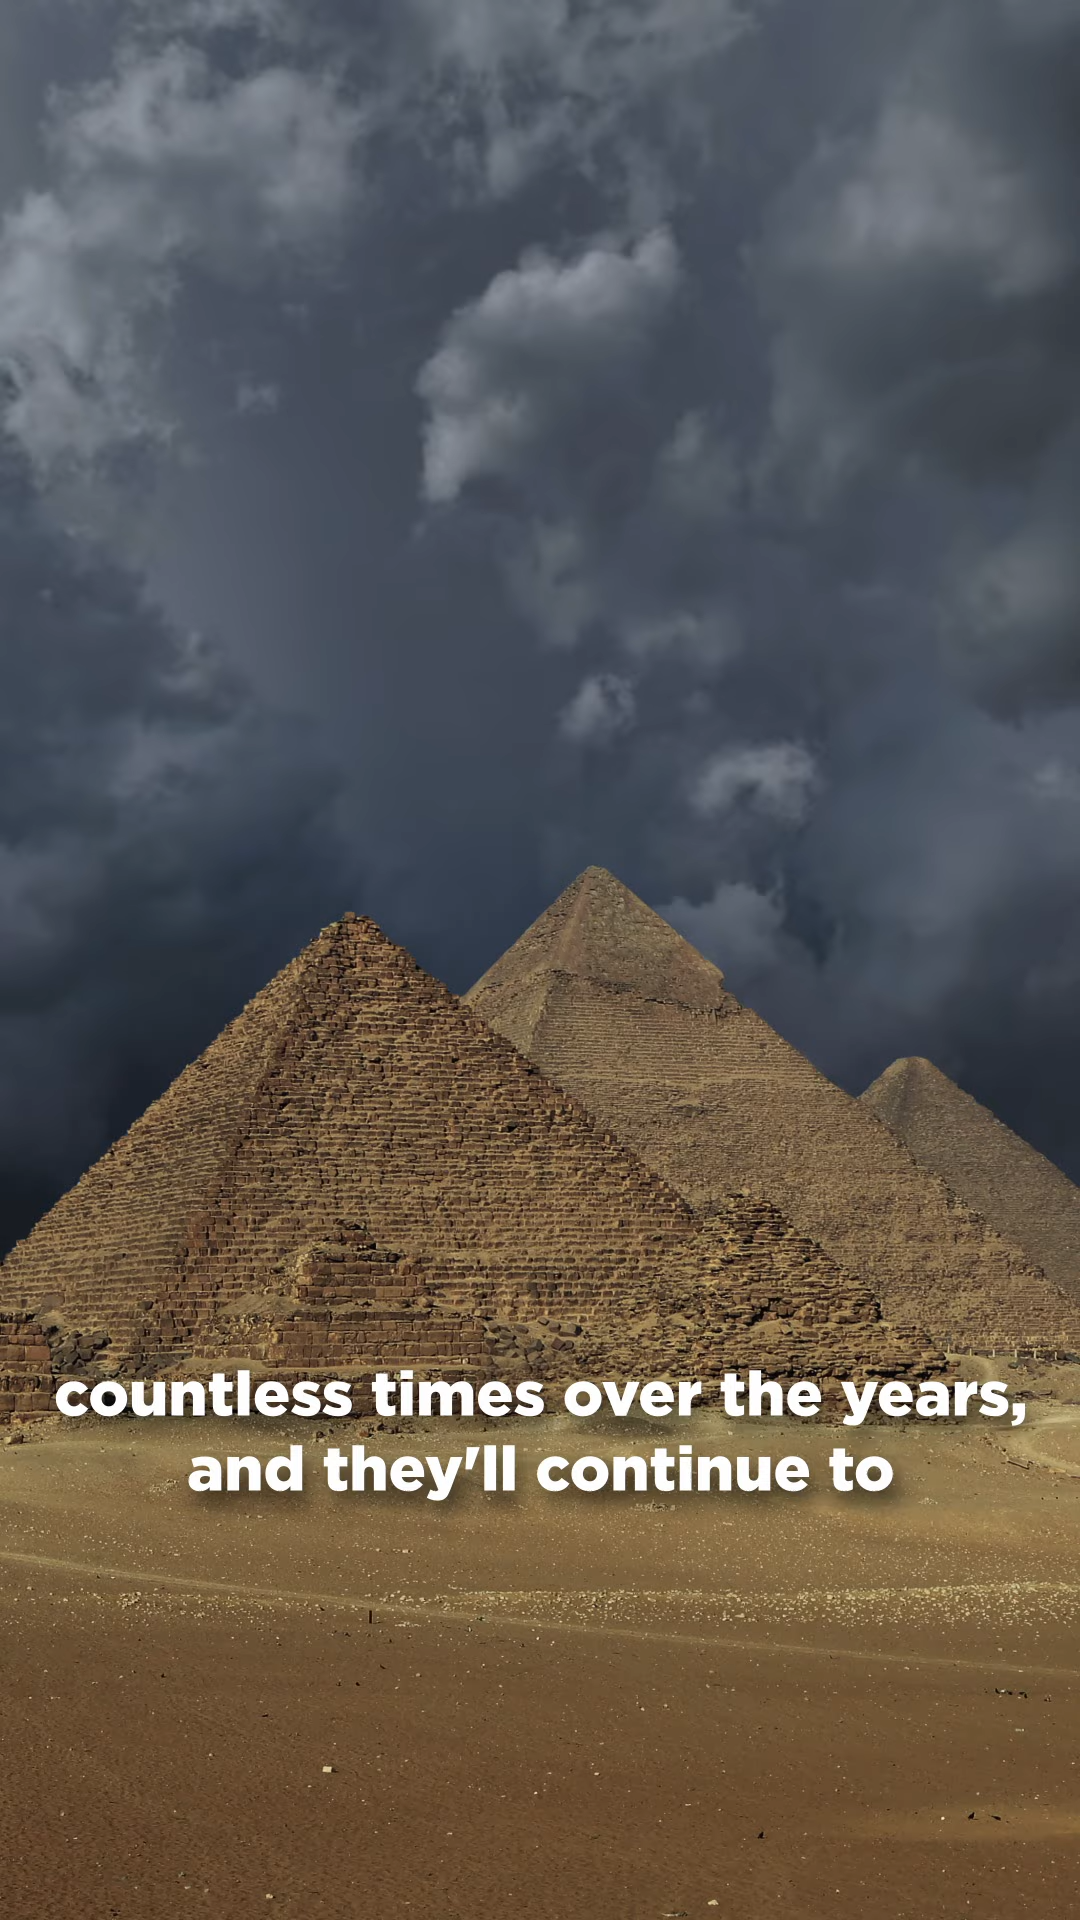 countless times over the years,
and they'll continue to